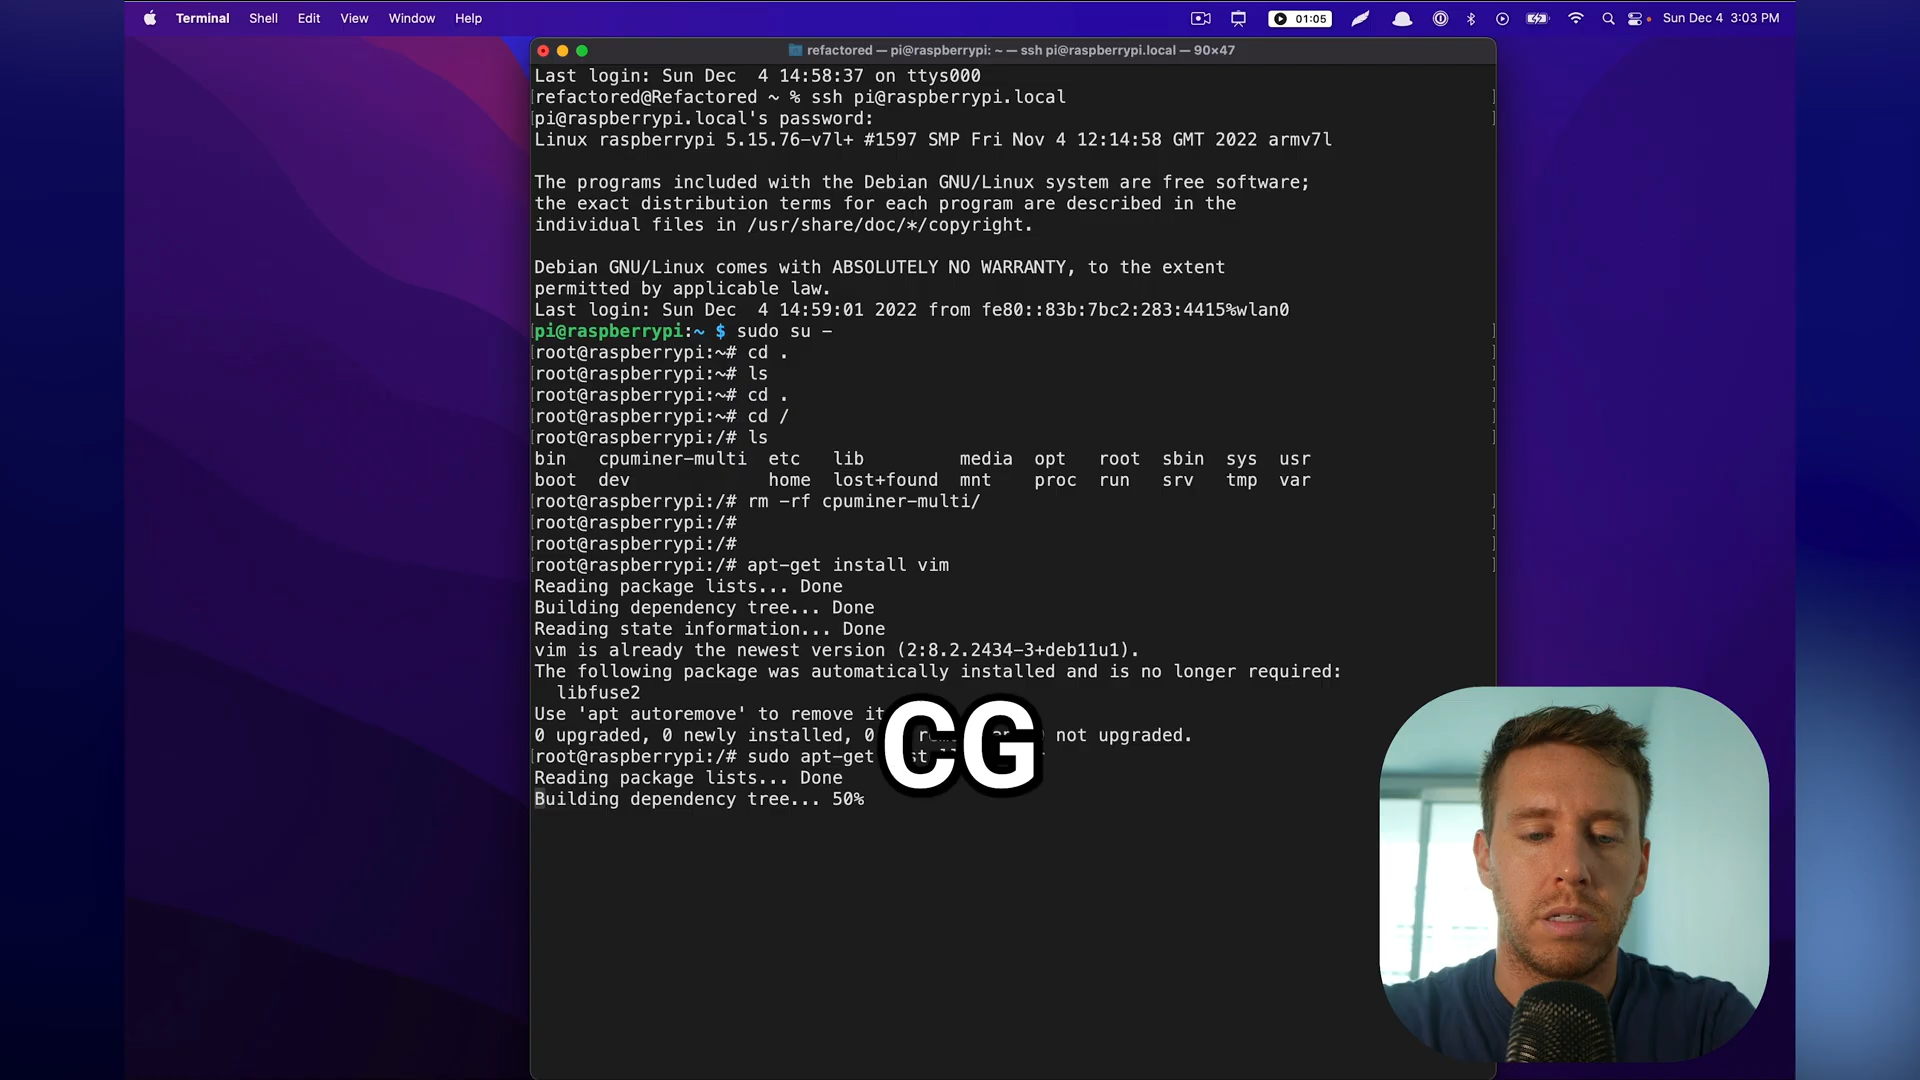 Terminal Shell Edit View Window Help 01:05 Sun Dec 4 3:03 PM
refactored — pi@raspberrypi: ~ — ssh pi@raspberrypi.local — 90×47
Last login: Sun Dec  4 14:58:37 on ttys000
[refactored@Refactored ~ % ssh pi@raspberrypi.local ]
[pi@raspberrypi.local's password: ]
Linux raspberrypi 5.15.76-v7l+ #1597 SMP Fri Nov 4 12:14:58 GMT 2022 armv7l
The programs included with the Debian GNU/Linux system are free software;
the exact distribution terms for each program are described in the
individual files in /usr/share/doc/*/copyright.
Debian GNU/Linux comes with ABSOLUTELY NO WARRANTY, to the extent
permitted by applicable law.
Last login: Sun Dec  4 14:59:01 2022 from fe80::83b:7bc2:283:4415%wlan0
[pi@raspberrypi:~ $ sudo su - ]
[root@raspberrypi:~# cd . ]
[root@raspberrypi:~# ls ]
[root@raspberrypi:~# cd . ]
[root@raspberrypi:~# cd / ]
[root@raspberrypi:/# ls ]
bin   cpuminer-multi  etc   lib         media  opt   root  sbin  sys  usr
boot  dev             home  lost+found  mnt    proc  run   srv   tmp  var
[root@raspberrypi:/# rm -rf cpuminer-multi/ ]
[root@raspberrypi:/# ]
[root@raspberrypi:/# ]
[root@raspberrypi:/# apt-get install vim ]
Reading package lists... Done
Building dependency tree... Done
Reading state information... Done
vim is already the newest version (2:8.2.2434-3+deb11u1).
The following package was automatically installed and is no longer required:
  libfuse2
Use 'apt autoremove' to remove it
0 upgraded, 0 newly installed, 0 not upgraded.
CG
[root@raspberrypi:/# sudo apt-get
Reading package lists... Done
Building dependency tree... 50%